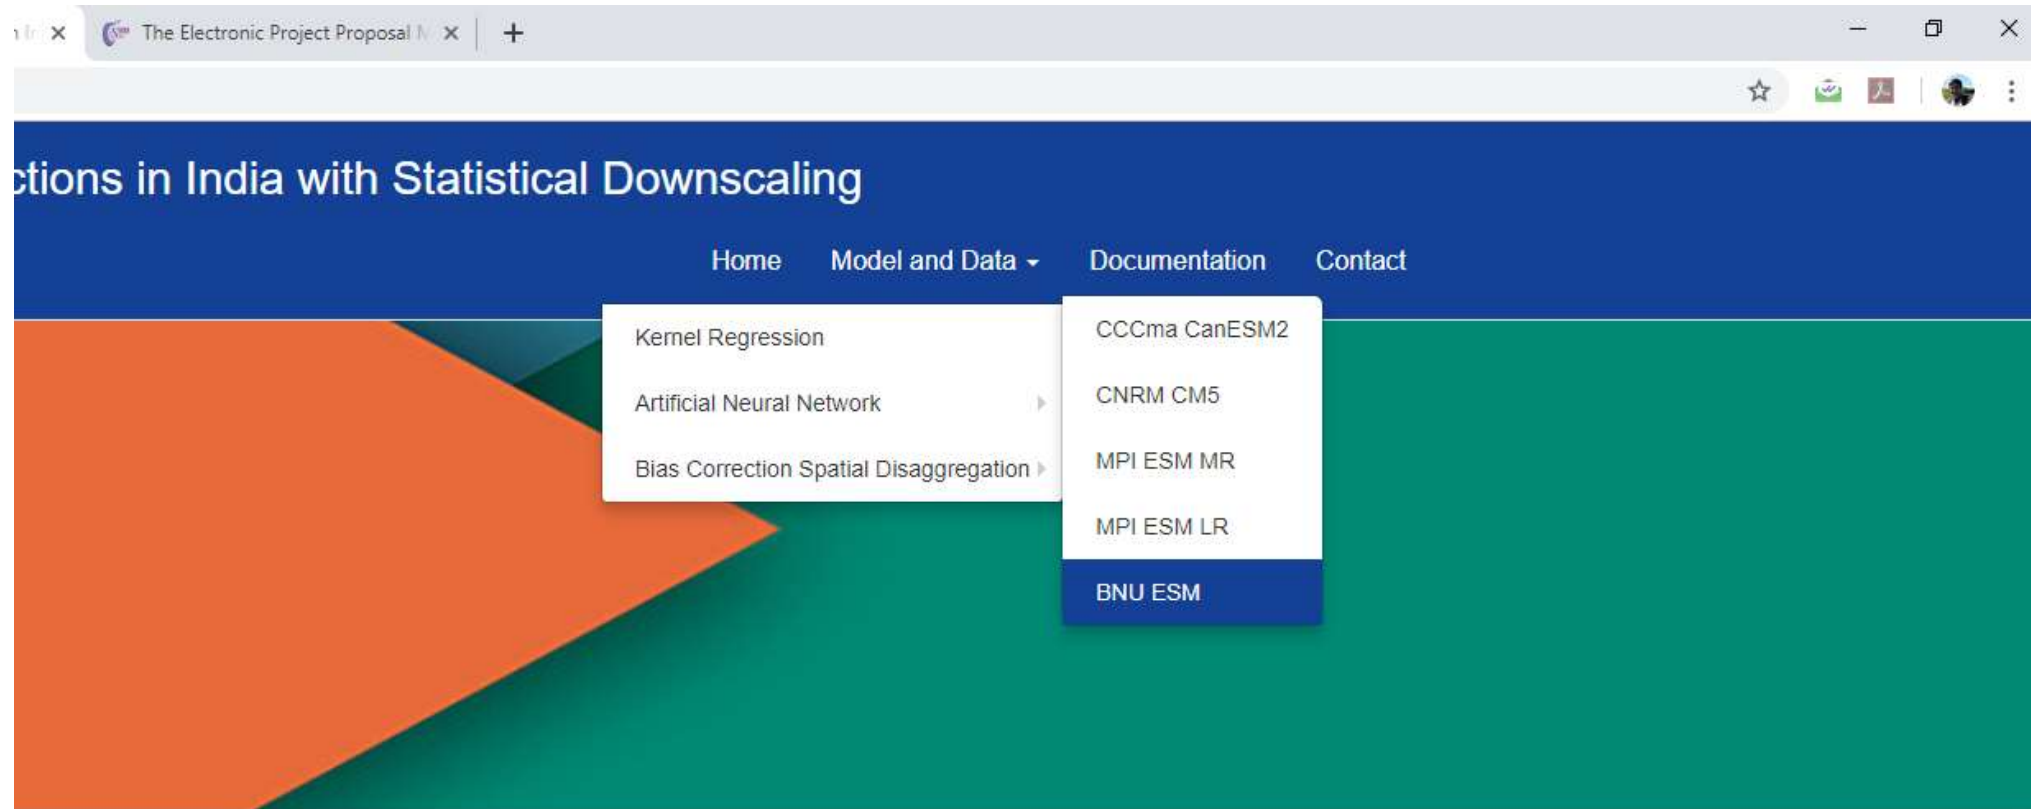 The Electronic Project Proposal
ctions in India with Statistical Downscaling
Home Model and Data Documentation Contact
Kernel Regression
Artificial Neural Network
Bias Correction Spatial Disaggregation
CCCma CanESM2
CNRM CM5
MPI ESM MR
MPI ESM LR
BNU ESM